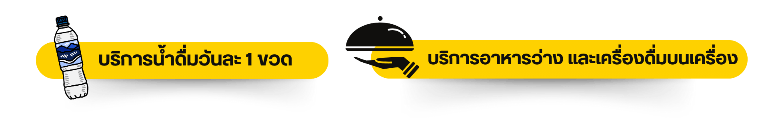 บริการน้ำดื่มวันละ 1 ขวด
บริการอาหารว่าง และเครื่องดื่มบนเครื่อง